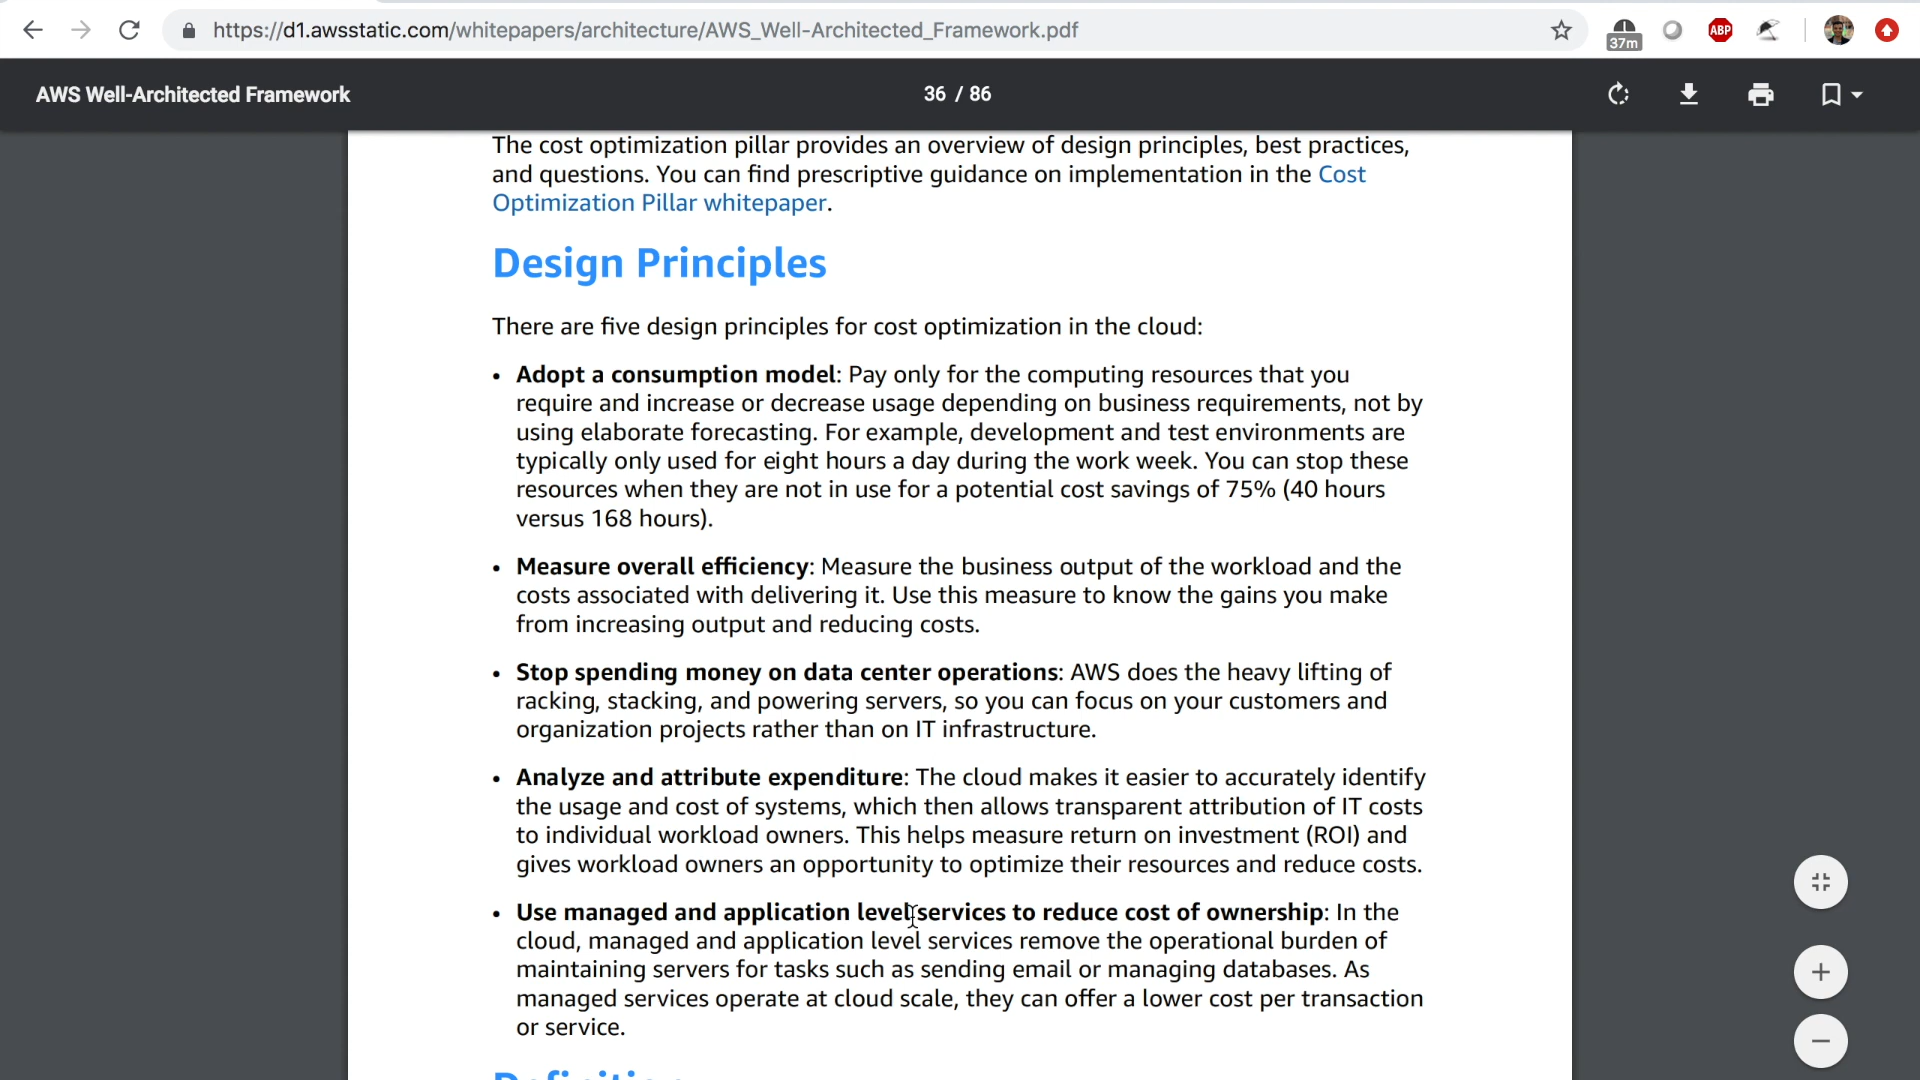 https://d1.awsstatic.com/whitepapers/architecture/AWS_Well-Architected_Framework.pdf
37m
ABP
AWS Well-Architected Framework
36 / 86
The cost optimization pillar provides an overview of design principles, best practices,
and questions. You can find prescriptive guidance on implementation in the Cost
Optimization Pillar whitepaper.
Design Principles
There are five design principles for cost optimization in the cloud:
• Adopt a consumption model: Pay only for the computing resources that you
require and increase or decrease usage depending on business requirements, not by
using elaborate forecasting. For example, development and test environments are
typically only used for eight hours a day during the work week. You can stop these
resources when they are not in use for a potential cost savings of 75% (40 hours
versus 168 hours).
• Measure overall efficiency: Measure the business output of the workload and the
costs associated with delivering it. Use this measure to know the gains you make
from increasing output and reducing costs.
• Stop spending money on data center operations: AWS does the heavy lifting of
racking, stacking, and powering servers, so you can focus on your customers and
organization projects rather than on IT infrastructure.
• Analyze and attribute expenditure: The cloud makes it easier to accurately identify
the usage and cost of systems, which then allows transparent attribution of IT costs
to individual workload owners. This helps measure return on investment (ROI) and
gives workload owners an opportunity to optimize their resources and reduce costs.
• Use managed and application level services to reduce cost of ownership: In the
cloud, managed and application level services remove the operational burden of
maintaining servers for tasks such as sending email or managing databases. As
managed services operate at cloud scale, they can offer a lower cost per transaction
or service.